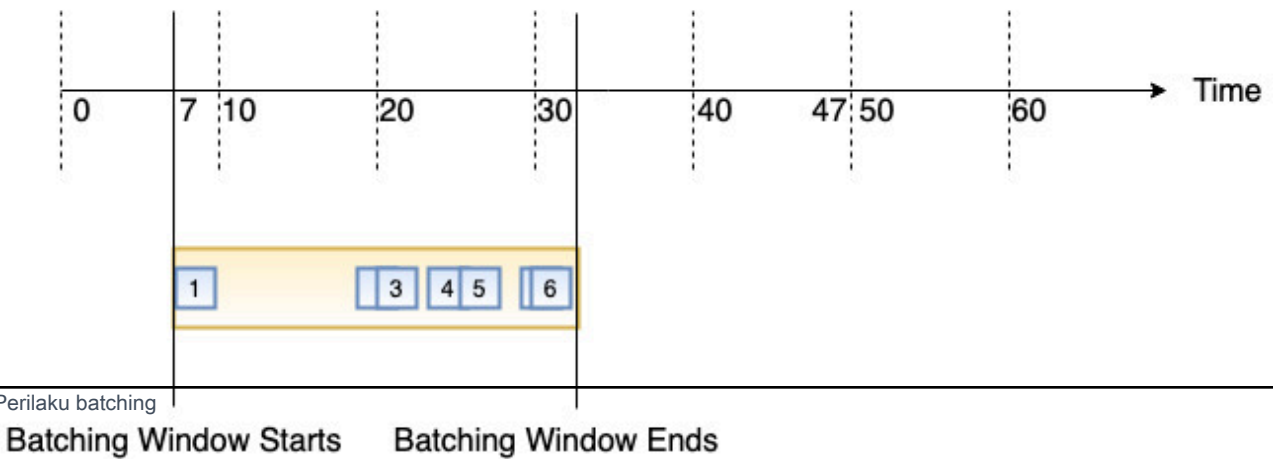 0 7 10 20 30 40 47 50 60 Time
1 3 4 5 6
Perilaku batching
Batching Window Starts Batching Window Ends